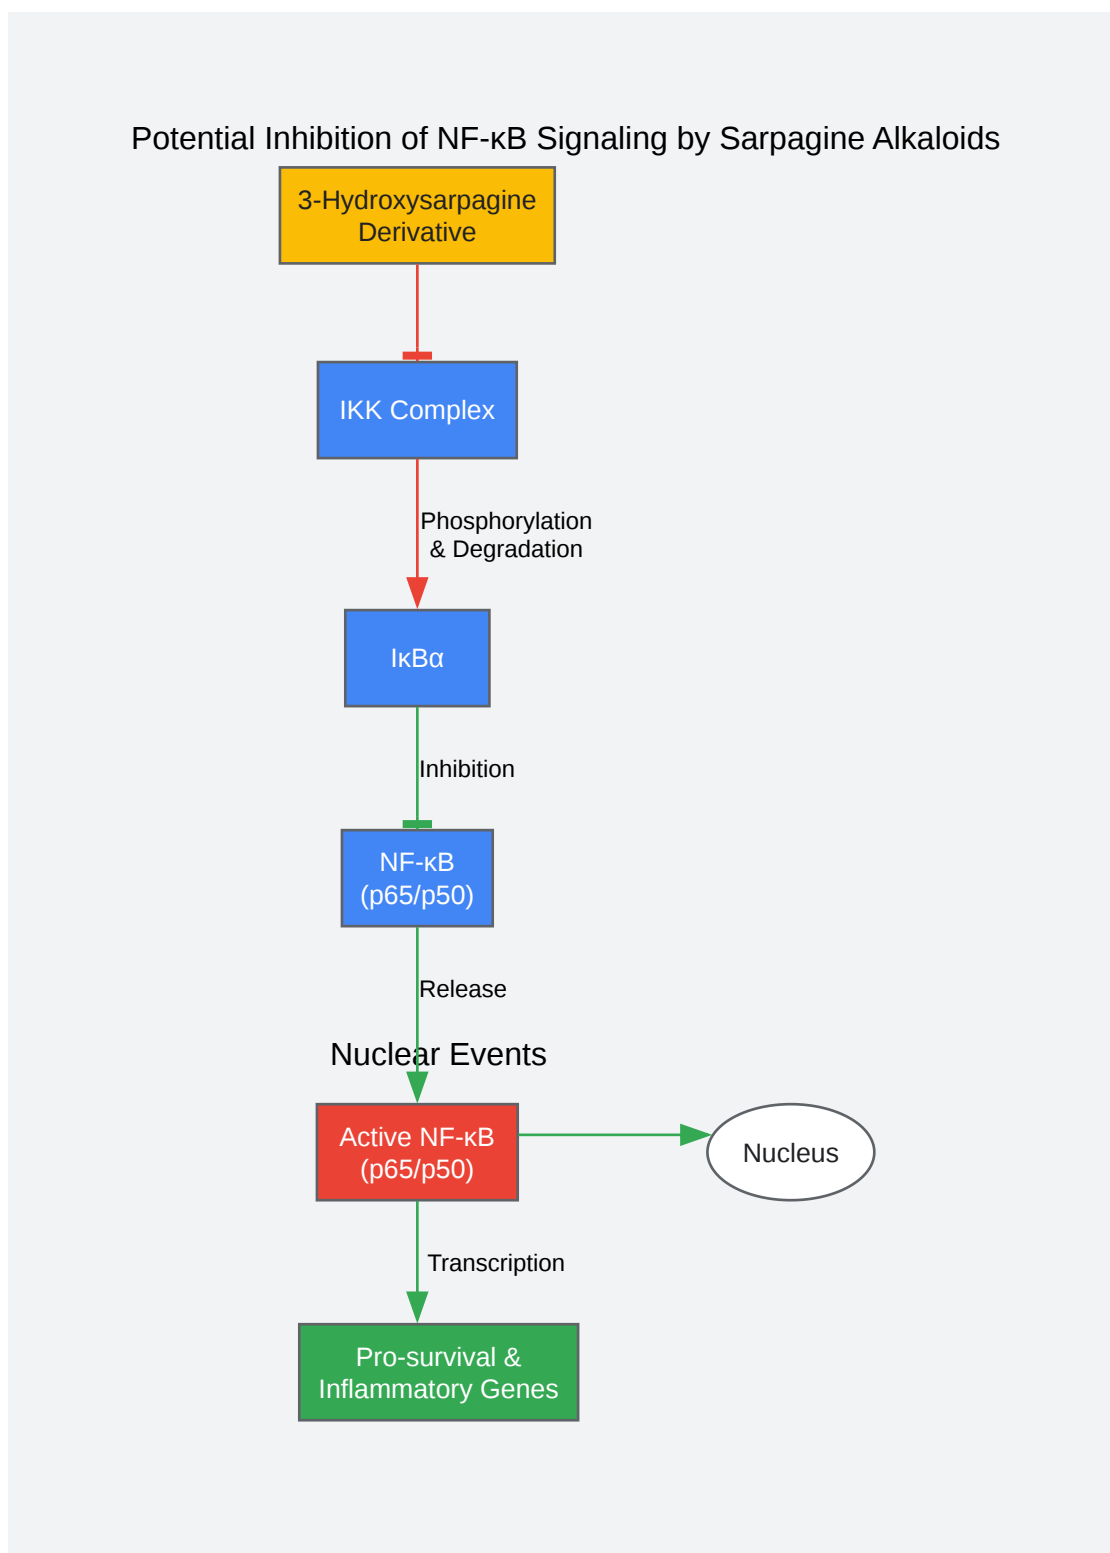 Potential Inhibition of NF-κB Signaling by Sarpagine Alkaloids
3-Hydroxysarpagine
Derivative
IKK Complex
Phosphorylation
& Degradation
IκBα
Inhibition
NF-κB
(p65/p50)
Release
Nuclear Events
Active NF-κB
(p65/p50)
Nucleus
Transcription
Pro-survival &
Inflammatory Genes